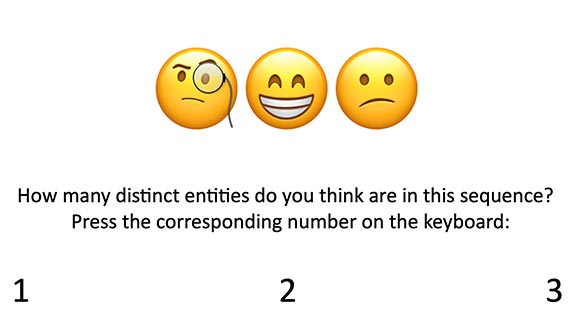 How many distinct entities do you think are in this sequence?
Press the corresponding number on the keyboard:
1 2 3